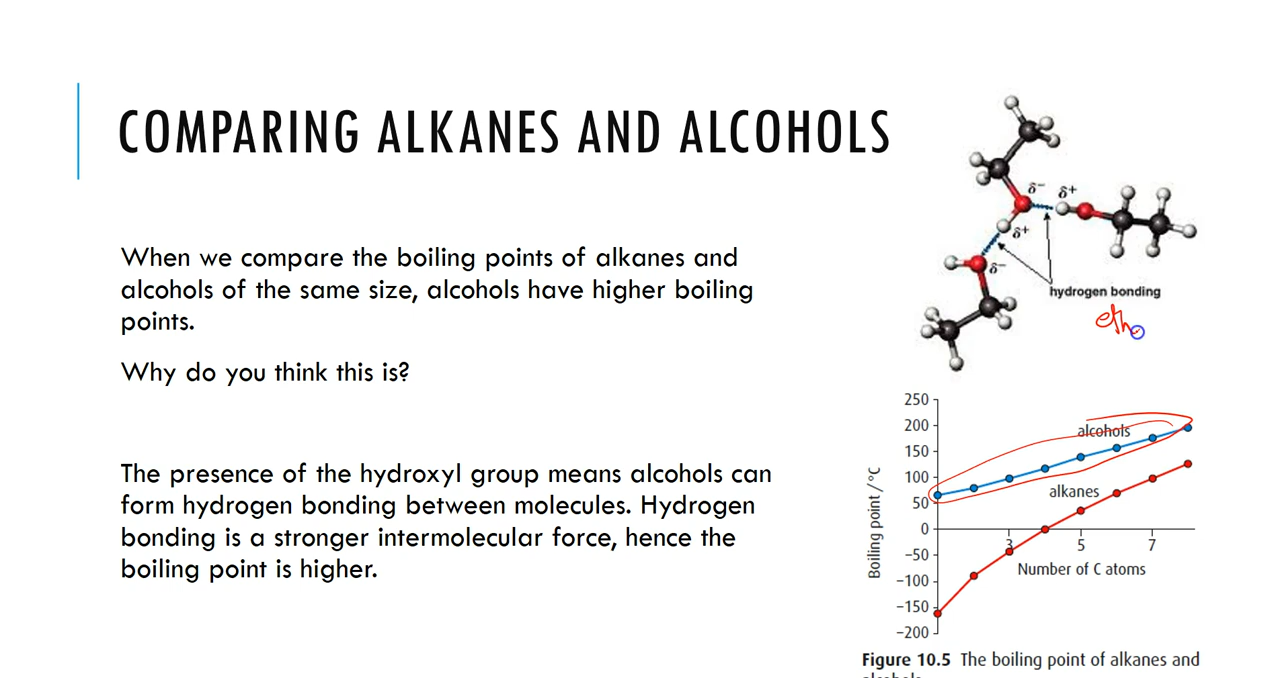 COMPARING ALKANES AND ALCOHOLS
When we compare the boiling points of alkanes and
alcohols of the same size, alcohols have higher boiling
points.
Why do you think this is?
The presence of the hydroxyl group means alcohols can
form hydrogen bonding between molecules. Hydrogen
bonding is a stronger intermolecular force, hence the
boiling point is higher.
δ− δ+
δ+
δ−
hydrogen bonding
eth
250
200
150
100
50
0
−50
−100
−150
−200
Boiling point / °C
alcohols
alkanes
3 5 7
Number of C atoms
Figure 10.5 The boiling point of alkanes and